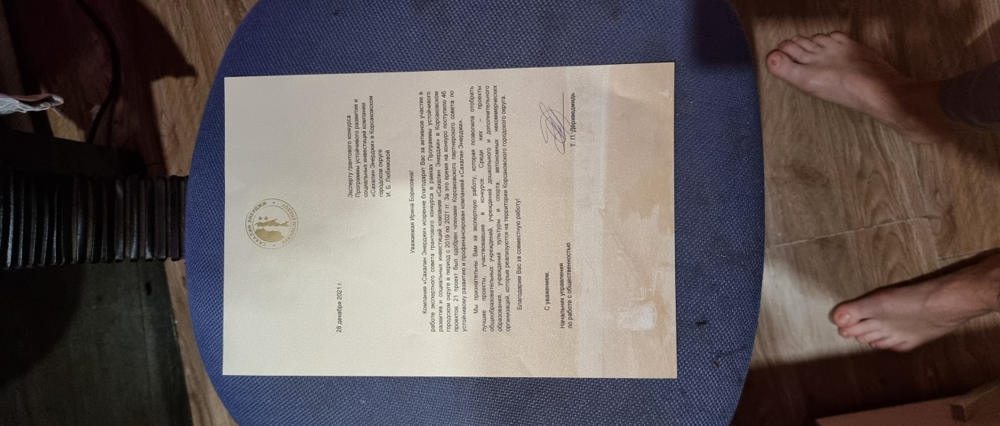 САХАЛИН ЭНЕРДЖИ
28 декабря 2021 г.
Эксперту грантового конкурса
Программы устойчивого развития и
социальных инвестиций компании
«Сахалин Энерджи» в Корсаковском
городском округе
И. Б. Любимовой
Уважаемая Ирина Борисовна!
Компания «Сахалин Энерджи» искренне благодарит Вас за активное участие в
работе экспертного совета грантового конкурса в рамках Программы устойчивого
развития и социальных инвестиций компании «Сахалин Энерджи» в Корсаковском
городском округе в период с 2019 по 2021 гг. За это время на конкурс поступило 46
проектов, 21 проект был одобрен членами Корсаковского партнерского совета по
устойчивому развитию и профинансирован компанией «Сахалин Энерджи».
Мы признательны Вам за экспертную работу, которая позволила отобрать
лучшие проекты, участвовавшие в конкурсе. Среди них – проекты
общеобразовательных учреждений, учреждений дошкольного и дополнительного
образования, учреждений культуры и спорта, автономных некоммерческих
организаций, которые реализуются на территории Корсаковского городского округа.
Благодарим Вас за совместную работу!
С уважением,
Начальник управления
по работе с общественностью
Т. П. Дериведмидь